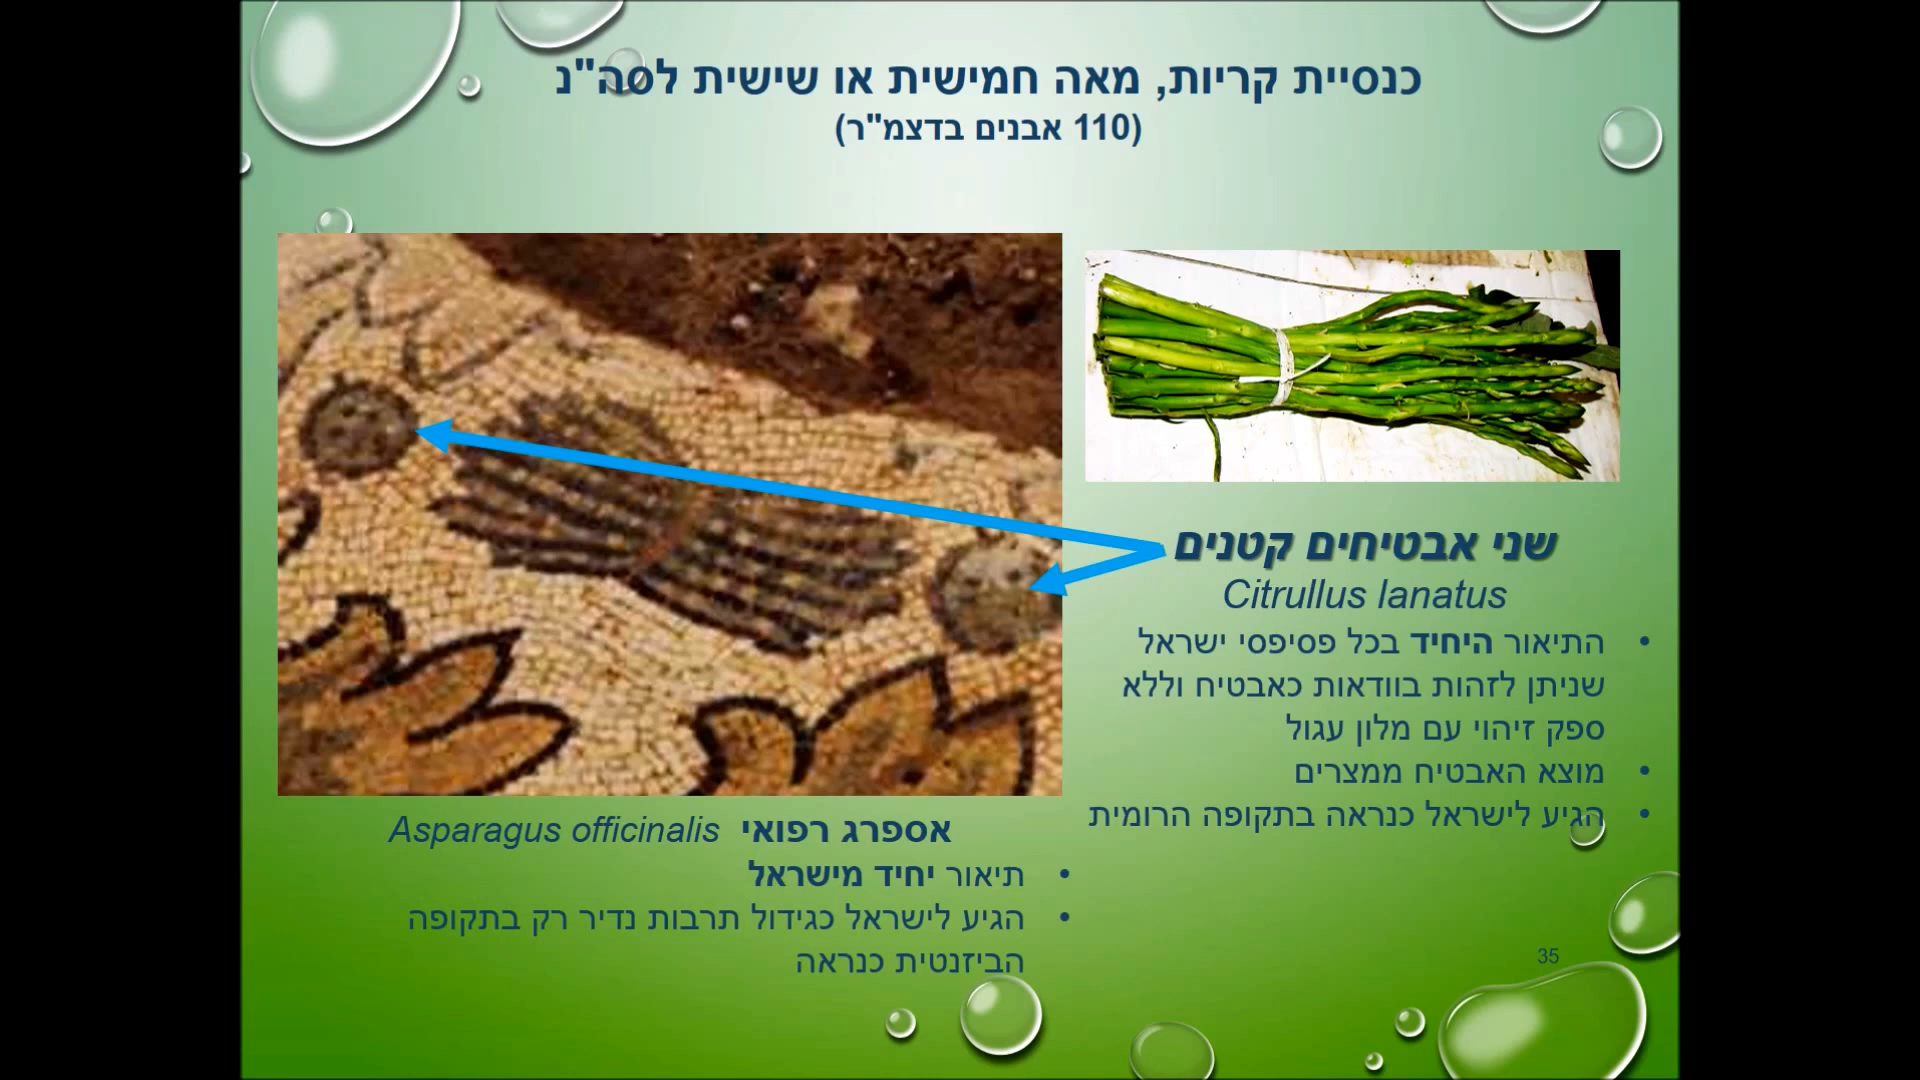 כנסיית קריות, מאה חמישית או שישית לסה"נ
(110 אבנים בדצמ"ר)
שני אבטיחים קטנים
Citrullus lanatus
• התיאור היחיד בכל פסיפסי ישראל
שניתן לזהות בוודאות כאבטיח וללא
ספק זיהוי עם מלון עגול
• מוצא האבטיח ממצרים
• הגיע לישראל כנראה בתקופה הרומית
אספרג רפואי Asparagus officinalis
• תיאור יחיד מישראל
• הגיע לישראל כגידול תרבות נדיר רק בתקופה
הביזנטית כנראה
35